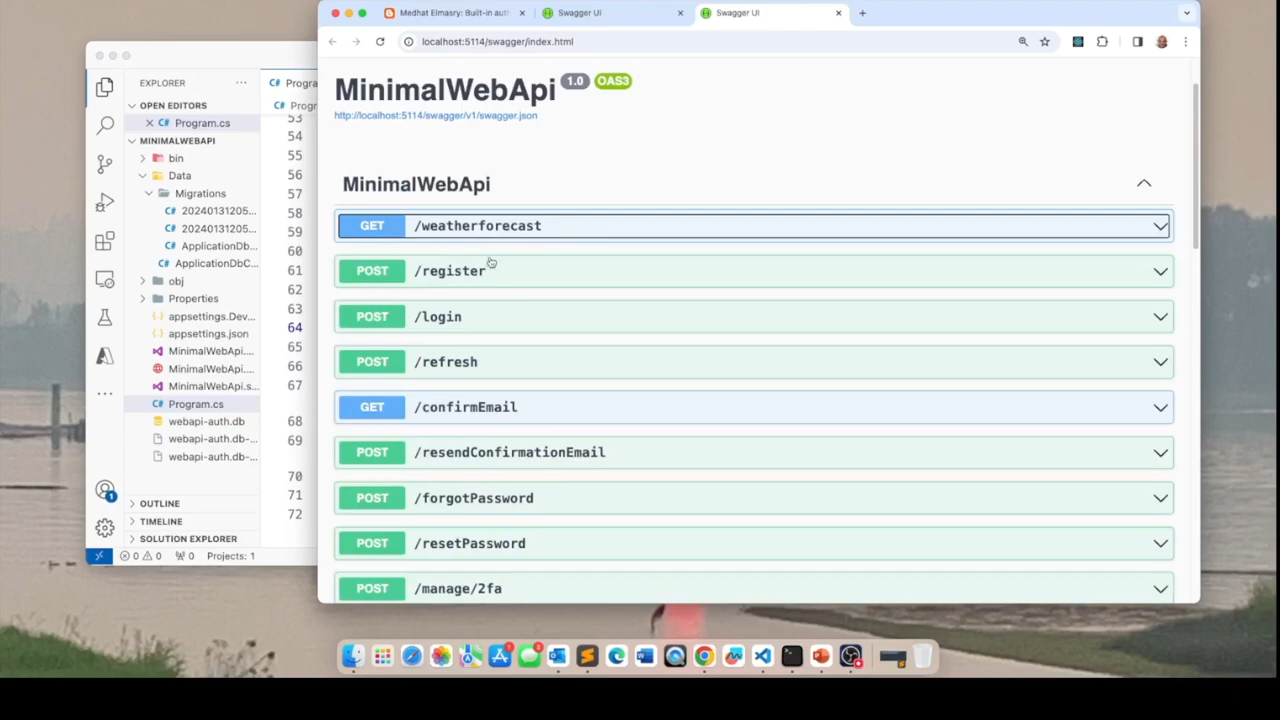 Medhat Elmasry: Built-in auth
Swagger UI
Swagger UI
localhost:5114/swagger/index.html
EXPLORER
OPEN EDITORS
Program.cs
MINIMALWEBAPI
bin
Data
Migrations
20240131205...
20240131205...
ApplicationDb...
ApplicationDbC...
obj
Properties
appsettings.Dev...
appsettings.json
MinimalWebApi....
MinimalWebApi....
MinimalWebApi.s...
Program.cs
webapi-auth.db
webapi-auth.db-...
webapi-auth.db-...
OUTLINE
TIMELINE
SOLUTION EXPLORER
1
0 0 0 Projects: 1
C# Progra
C# Progr
53
54
55
56
57
58
59
60
61
62
63
64
65
66
67
68
69
70
71
72
MinimalWebApi 1.0 OAS3
http://localhost:5114/swagger/v1/swagger.json
MinimalWebApi
GET /weatherforecast
POST /register
POST /login
POST /refresh
GET /confirmEmail
POST /resendConfirmationEmail
POST /forgotPassword
POST /resetPassword
POST /manage/2fa